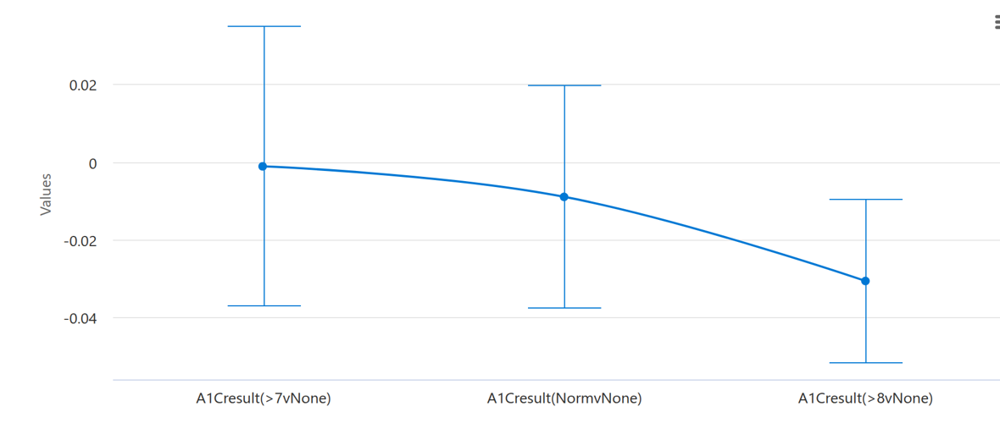 0.02
0
-0.02
-0.04
Values
A1Cresult(>7vNone)
A1Cresult(NormvNone)
A1Cresult(>8vNone)